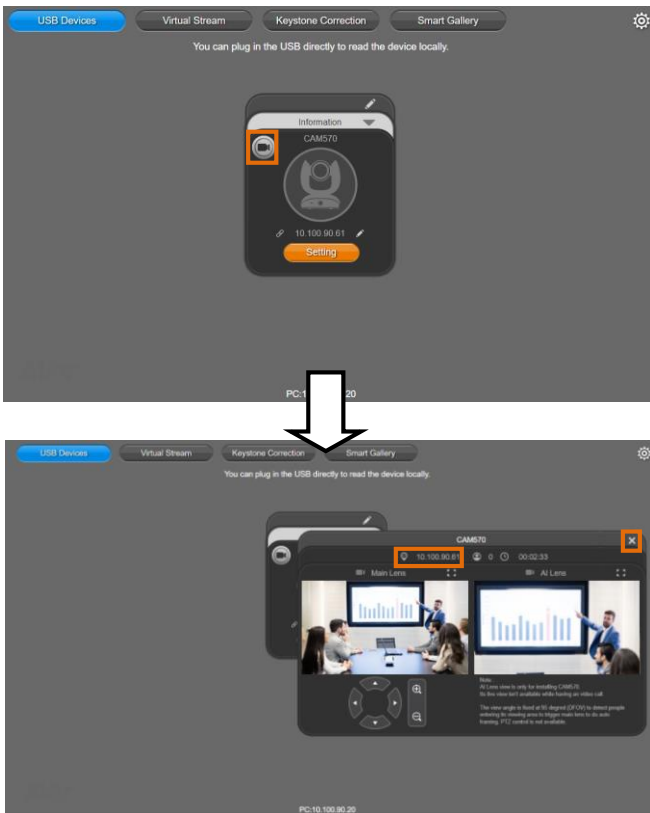 USB Devices Virtual Stream Keystone Correction Smart Gallery
You can plug in the USB directly to read the device locally.
Information
CAM570
10.100.90.61
Setting
PC:1 20
USB Devices Virtual Stream Keystone Correction Smart Gallery
You can plug in the USB directly to read the device locally.
CAM570
10.100.90.61 0 00:02:33
Main Lens AI Lens
Note:
AI Lens view is only for installing CAM570.
Its live view isn't available while having an video call
The view angle is fixed at 95 degree (DFOV) to detect people
entering its viewing area to trigger main lens to do auto
framing. PTZ control is not available.
PC:10.100.90.20